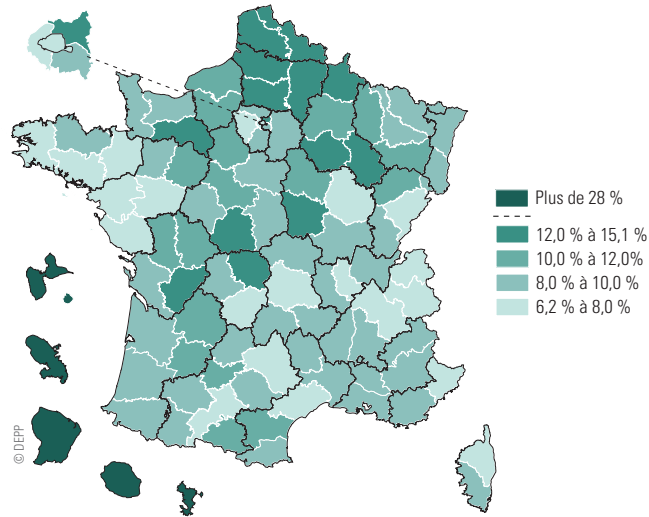 Plus de 28 %
12,0 % à 15,1 %
10,0 % à 12,0%
8,0 % à 10,0 %
6,2 % à 8,0 %
© DEPP